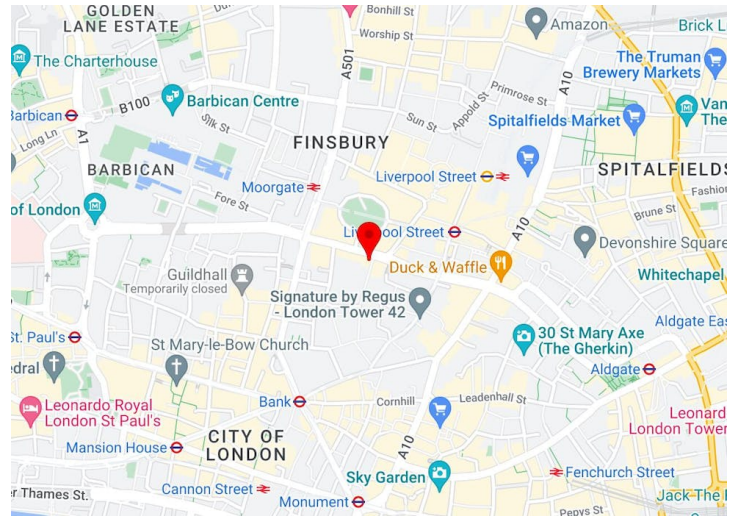 GOLDEN
LANE ESTATE
Bonhill St
Worship St
Amazon
Brick L
The Charterhouse
A501
A10
The Truman
Brewery Markets
Primrose St
Barbican
B100
Barbican Centre
Silk St
Sun St
Appold St
Spitalfields Market
Van
The
Long Ln
A1
FINSBURY
BARBICAN
Moorgate
Liverpool Street
SPITALFIELDS
Fashion
of London
Fore St
Brune St
Liverpool Street
A10
Devonshire Square
Guildhall
Temporarily closed
Duck & Waffle
Whitechapel
Signature by Regus
- London Tower 42
St. Paul's
St Mary-le-Bow Church
30 St Mary Axe
(The Gherkin)
Aldgate Eas
edral
Aldgate
Leonardo Royal
London St Paul's
Bank
Cornhill
Leadenhall St
Leonard
London Tower
Mansion House
CITY OF
LONDON
A10
Sky Garden
Fenchurch Street
er Thames St.
Cannon Street
Monument
Pepys St
Jack The